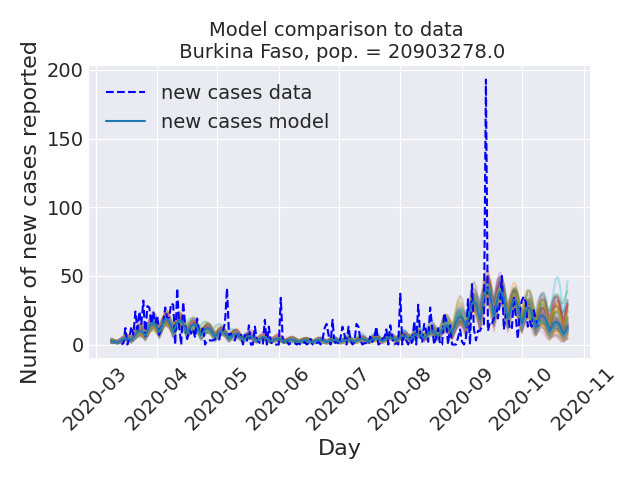 Model comparison to data
Burkina Faso, pop. = 20903278.0
Number of new cases reported
200
150
100
50
0
new cases data
new cases model
2020-03
2020-04
2020-05
2020-06
2020-07
2020-08
2020-09
2020-10
2020-11
Day